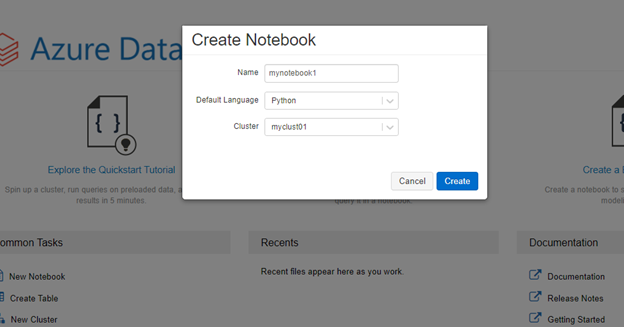 Azure Data
Create Notebook
Name
mynotebook1
Default Language
Python
Cluster
myclust01
Cancel
Create
Explore the Quickstart Tutorial
Spin up a cluster, run queries on preloaded data, a
results in 5 minutes.
query it in a notebook.
Create a
Create a notebook to s
model
ommon Tasks
New Notebook
Create Table
New Cluster
Recents
Recent files appear here as you work.
Documentation
Documentation
Release Notes
Getting Started